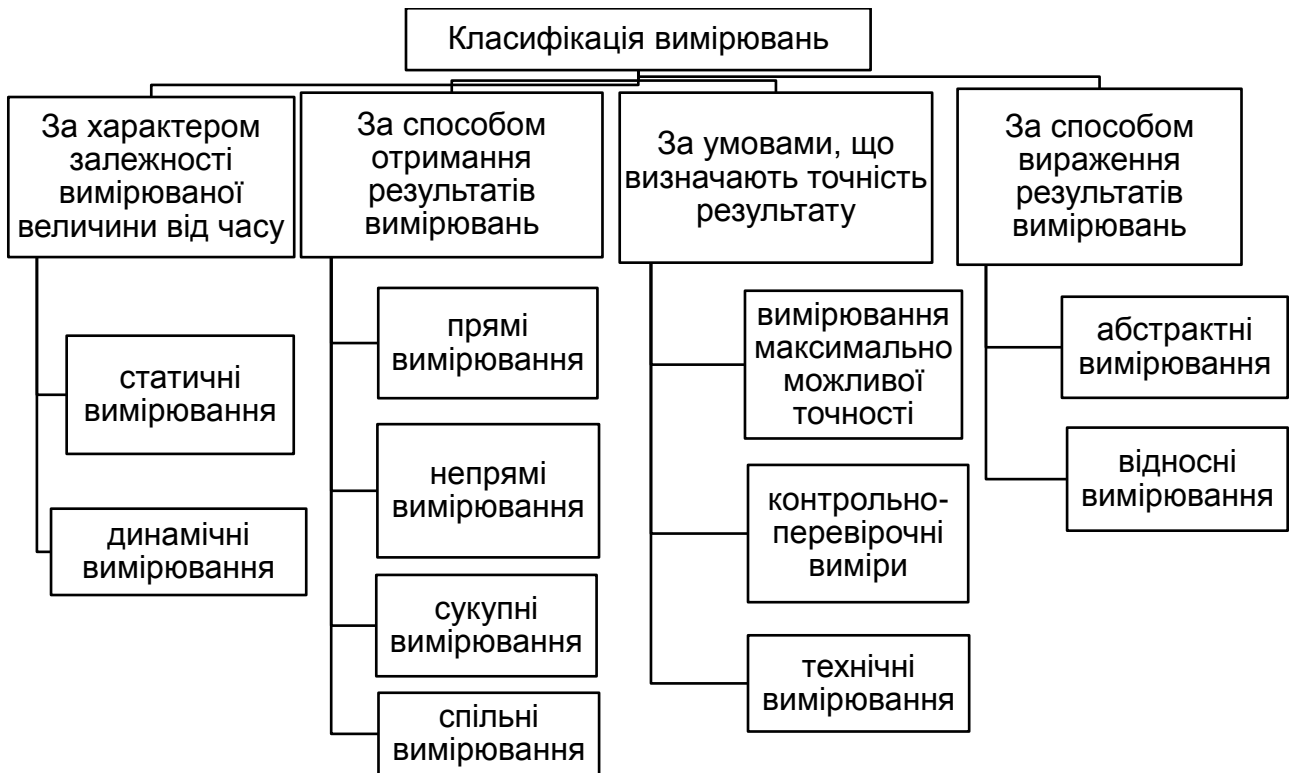 Класифікація вимірювань
За характером
залежності
вимірюваної
величини від часу
статичні
вимірювання
динамічні
вимірювання
За способом
отримання
результатів
вимірювань
прямі
вимірювання
непрямі
вимірювання
сукупні
вимірювання
спільні
вимірювання
За умовами, що
визначають точність
результату
вимірювання
максимально
можливої
точності
контрольно-
перевірочні
виміри
технічні
вимірювання
За способом
вираження
результатів
вимірювань
абстрактні
вимірювання
відносні
вимірювання